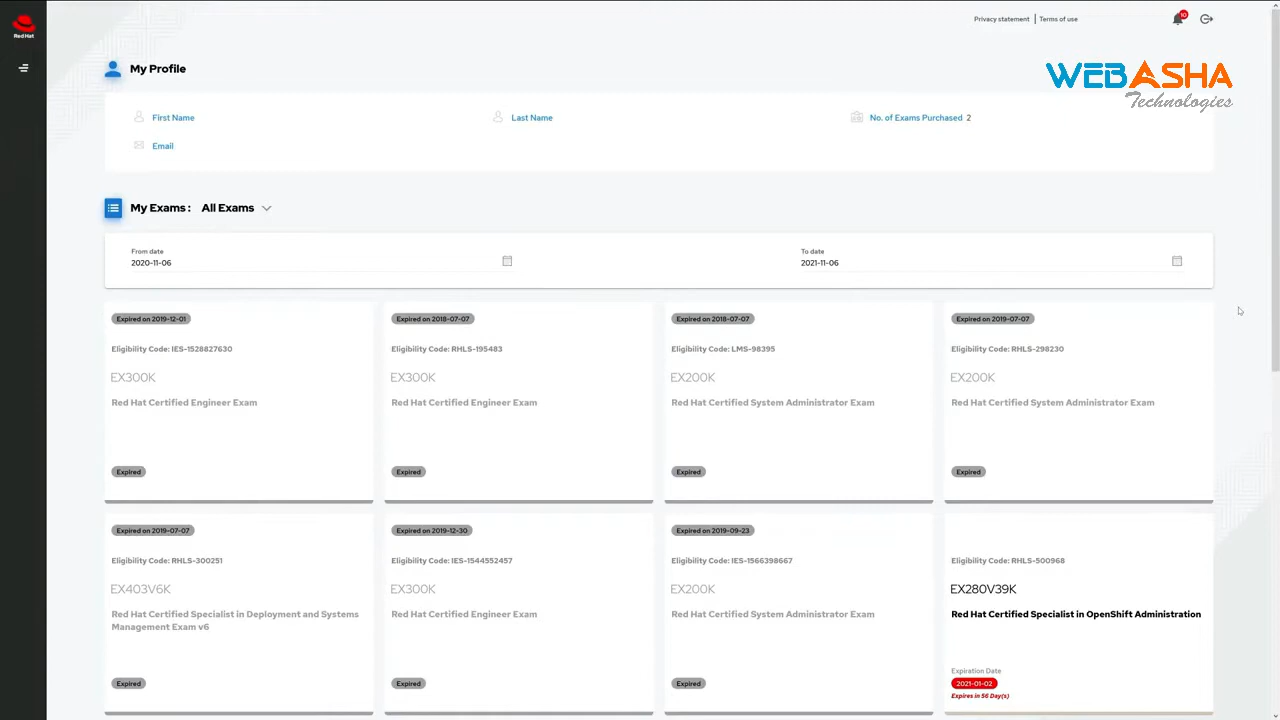 Red Hat
Privacy statement | Terms of use
10
WEBASHA
Technologies
My Profile
First Name
Last Name
No. of Exams Purchased 2
Email
My Exams : All Exams
From date
2020-11-06
To date
2021-11-06
Expired on 2019-12-01
Eligibility Code: IES-1528827630
EX300K
Red Hat Certified Engineer Exam
Expired
Expired on 2018-07-07
Eligibility Code: RHLS-195483
EX300K
Red Hat Certified Engineer Exam
Expired
Expired on 2018-07-07
Eligibility Code: LMS-98395
EX200K
Red Hat Certified System Administrator Exam
Expired
Expired on 2019-07-07
Eligibility Code: RHLS-298230
EX200K
Red Hat Certified System Administrator Exam
Expired
Expired on 2019-07-07
Eligibility Code: RHLS-300251
EX403V6K
Red Hat Certified Specialist in Deployment and Systems
Management Exam v6
Expired
Expired on 2019-12-30
Eligibility Code: IES-1544552457
EX300K
Red Hat Certified Engineer Exam
Expired
Expired on 2019-09-23
Eligibility Code: IES-1566398667
EX200K
Red Hat Certified System Administrator Exam
Expired
Eligibility Code: RHLS-500968
EX280V39K
Red Hat Certified Specialist in OpenShift Administration
Expiration Date
2021-01-02
Expires in 56 Day(s)